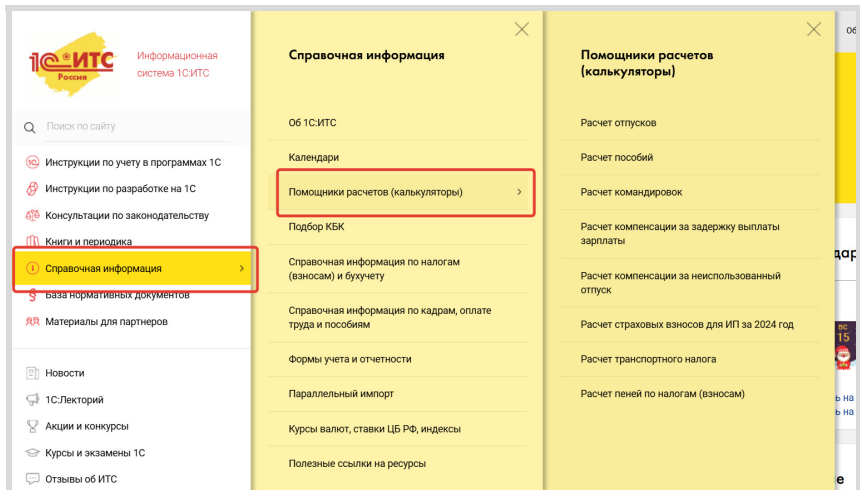 1С ИТС
Россия
Информационная
система 1С:ИТС
Поиск по сайту
Инструкции по учету в программах 1С
Инструкции по разработке на 1С
Консультации по законодательству
Книги и периодика
Справочная информация
База нормативных документов
Материалы для партнеров
Новости
1С:Лекторий
Акции и конкурсы
Курсы и экзамены 1С
Отзывы об ИТС
Справочная информация
Об 1С:ИТС
Календари
Помощники расчетов (калькуляторы)
Подбор КБК
Справочная информация по налогам
(взносам) и бухучету
Справочная информация по кадрам, оплате
труда и пособиям
Формы учета и отчетности
Параллельный импорт
Курсы валют, ставки ЦБ РФ, индексы
Полезные ссылки на ресурсы
Помощники расчетов
(калькуляторы)
Расчет отпусков
Расчет пособий
Расчет командировок
Расчет компенсации за задержку выплаты
зарплаты
Расчет компенсации за неиспользованный
отпуск
Расчет страховых взносов для ИП за 2024 год
Расчет транспортного налога
Расчет пеней по налогам (взносам)
Об
дар
ВС
15
ь на
ь на
е